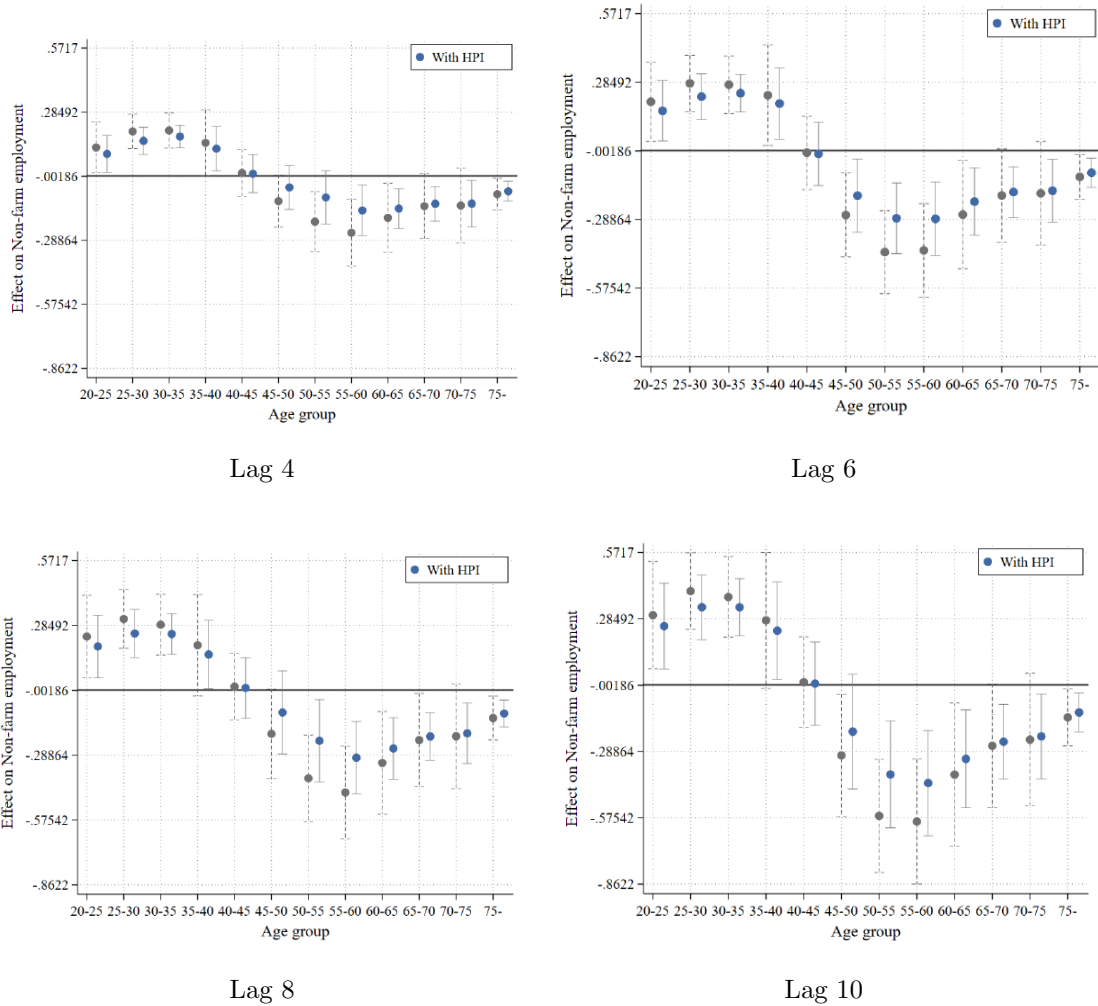 With HPI
.5717
.28492
-.00186
-.28864
-.57542
-.8622
Effect on Non-farm employment
20-25 25-30 30-35 35-40 40-45 45-50 50-55 55-60 60-65 65-70 70-75 75-
Age group
Lag 4
With HPI
.5717
.28492
-.00186
-.28864
-.57542
-.8622
Effect on Non-farm employment
20-25 25-30 30-35 35-40 40-45 45-50 50-55 55-60 60-65 65-70 70-75 75-
Age group
Lag 6
With HPI
.5717
.28492
-.00186
-.28864
-.57542
-.8622
Effect on Non-farm employment
20-25 25-30 30-35 35-40 40-45 45-50 50-55 55-60 60-65 65-70 70-75 75-
Age group
Lag 8
With HPI
.5717
.28492
-.00186
-.28864
-.57542
-.8622
Effect on Non-farm employment
20-25 25-30 30-35 35-40 40-45 45-50 50-55 55-60 60-65 65-70 70-75 75-
Age group
Lag 10